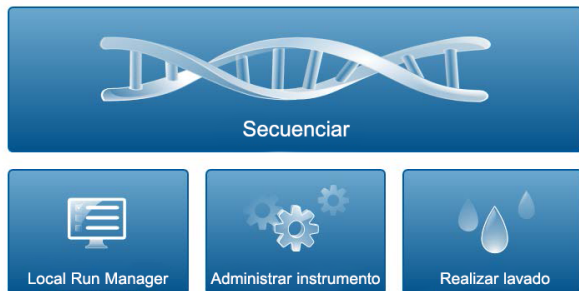 Secuenciar
Local Run Manager
Administrar instrumento
Realizar lavado